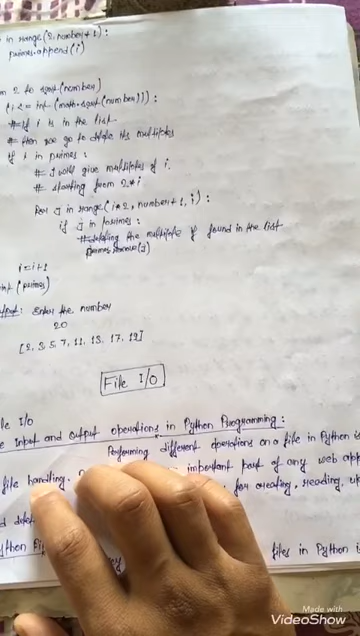 in range(2, number+1):
primes.append(i)
2 to sqrt(number)
(i <= int (math.sqrt(number))):
#If i is in the list
# then we go to delete its multiples
if i in primes:
# I will give multiples of i.
# starting from 2*i
For J in range(i*2, number+1, i):
if J in primes:
# deleting the multiple if found in the list
primes.remove(J)
i=i+1
(primes)
Enter the number
20
[2, 3, 5, 7, 11, 13, 17, 19]
File I/O
I/O
Input and Output operations in Python Programming:
Performing different operations on a file in Python is
file handling. important part of any web app
for creating, reading, up
files in Python
Made with
VideoShow